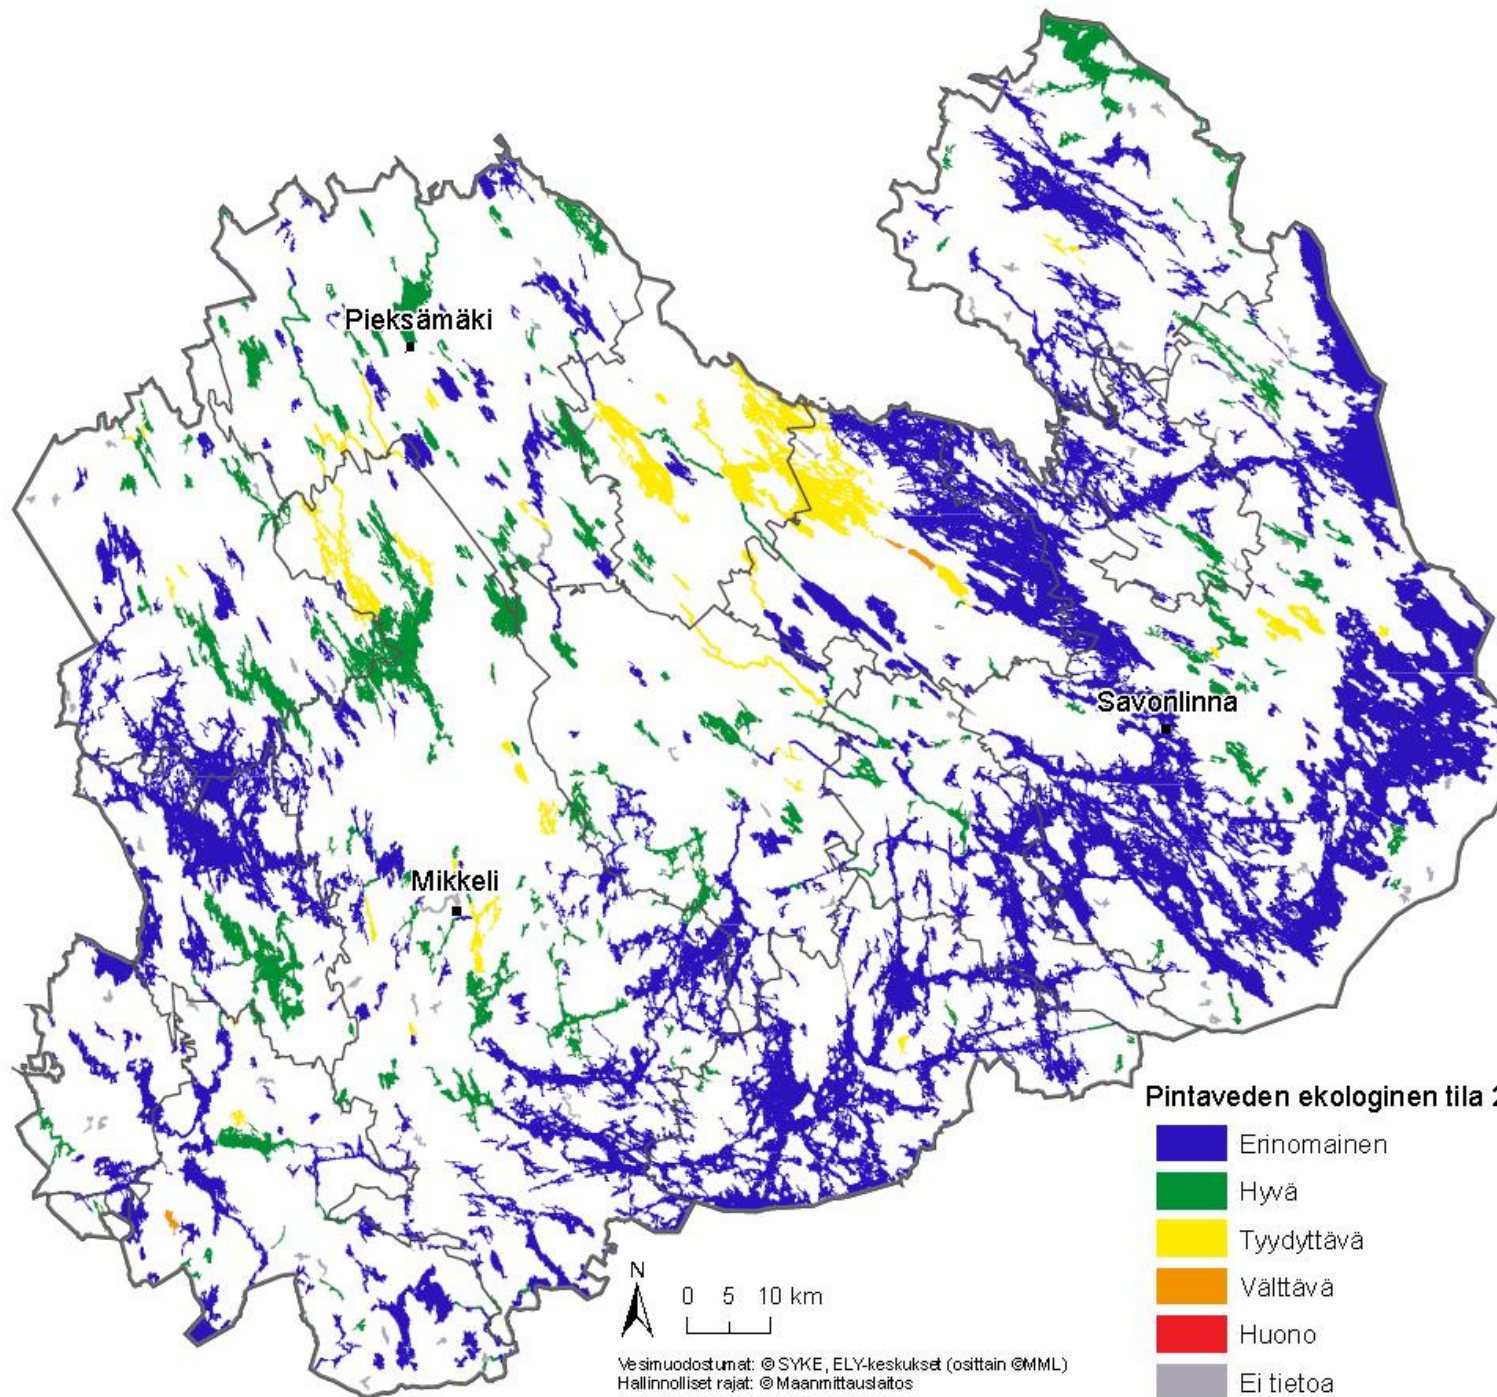 Pieksämäki
Savonlinna
Mikkeli
Pintaveden ekologinen tila
Erinomainen
Hyvä
Tyydyttävä
Välttävä
Huono
Ei tietoa
N
0 5 10 km
Vesimuodostumat: © SYKE, ELY-keskukset (osittain ©MML)
Hallinnolliset rajat: © Maanmittauslaitos